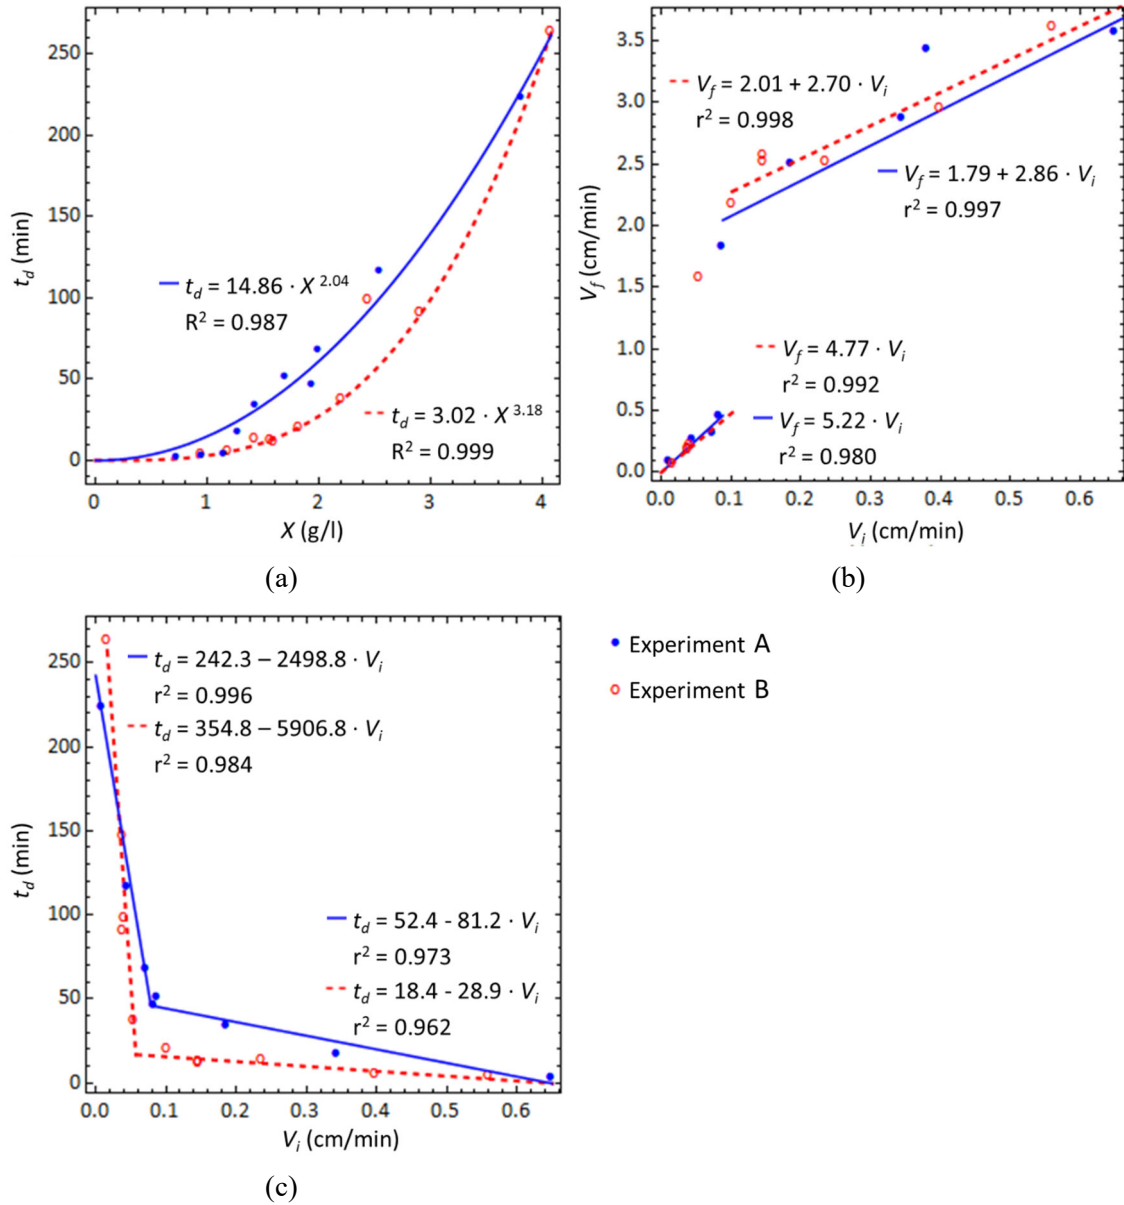 250
200
150
100
50
0
0 1 2 3 4
t_d (min)
X (g/l)
t_d = 14.86 · X^2.04
R² = 0.987
t_d = 3.02 · X^3.18
R² = 0.999
(a)
3.5
3.0
2.5
2.0
1.5
1.0
0.5
0.0
0.0 0.1 0.2 0.3 0.4 0.5 0.6
V_f (cm/min)
V_i (cm/min)
V_f = 2.01 + 2.70 · V_i
r² = 0.998
V_f = 1.79 + 2.86 · V_i
r² = 0.997
V_f = 4.77 · V_i
r² = 0.992
V_f = 5.22 · V_i
r² = 0.980
(b)
250
200
150
100
50
0
0.0 0.1 0.2 0.3 0.4 0.5 0.6
t_d (min)
V_i (cm/min)
t_d = 242.3 – 2498.8 · V_i
r² = 0.996
t_d = 354.8 – 5906.8 · V_i
r² = 0.984
t_d = 52.4 - 81.2 · V_i
r² = 0.973
t_d = 18.4 - 28.9 · V_i
r² = 0.962
(c)
Experiment A
Experiment B